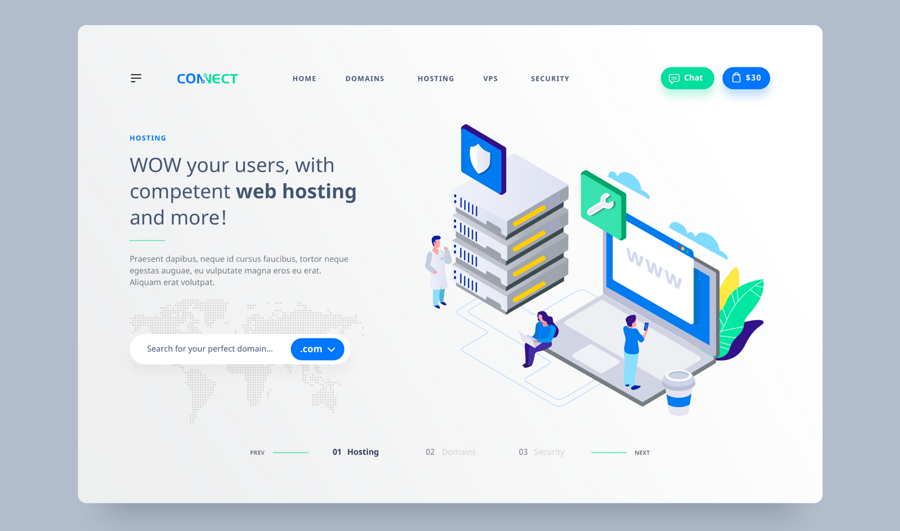 CONNECT
HOME DOMAINS HOSTING VPS SECURITY
Chat
$30
HOSTING
WOW your users, with
competent web hosting
and more!
Praesent dapibus, neque id cursus faucibus, tortor neque
egestas auguae, eu vulputate magna eros eu erat.
Aliquam erat volutpat.
Search for your perfect domain...
.com
WWW
PREV
01 Hosting
02 Domains
03 Security
NEXT